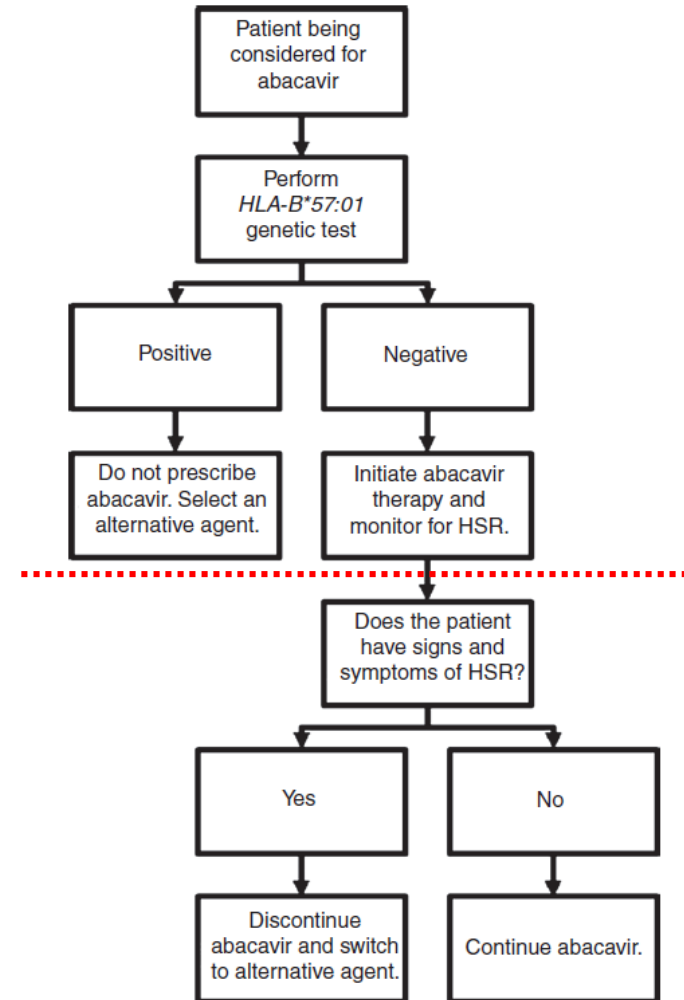 Patient being
considered for
abacavir
Perform
HLA-B*57:01
genetic test
Positive
Negative
Do not prescribe
abacavir. Select an
alternative agent.
Initiate abacavir
therapy and
monitor for HSR.
Does the patient
have signs and
symptoms of HSR?
Yes
No
Discontinue
abacavir and switch
to alternative agent.
Continue abacavir.